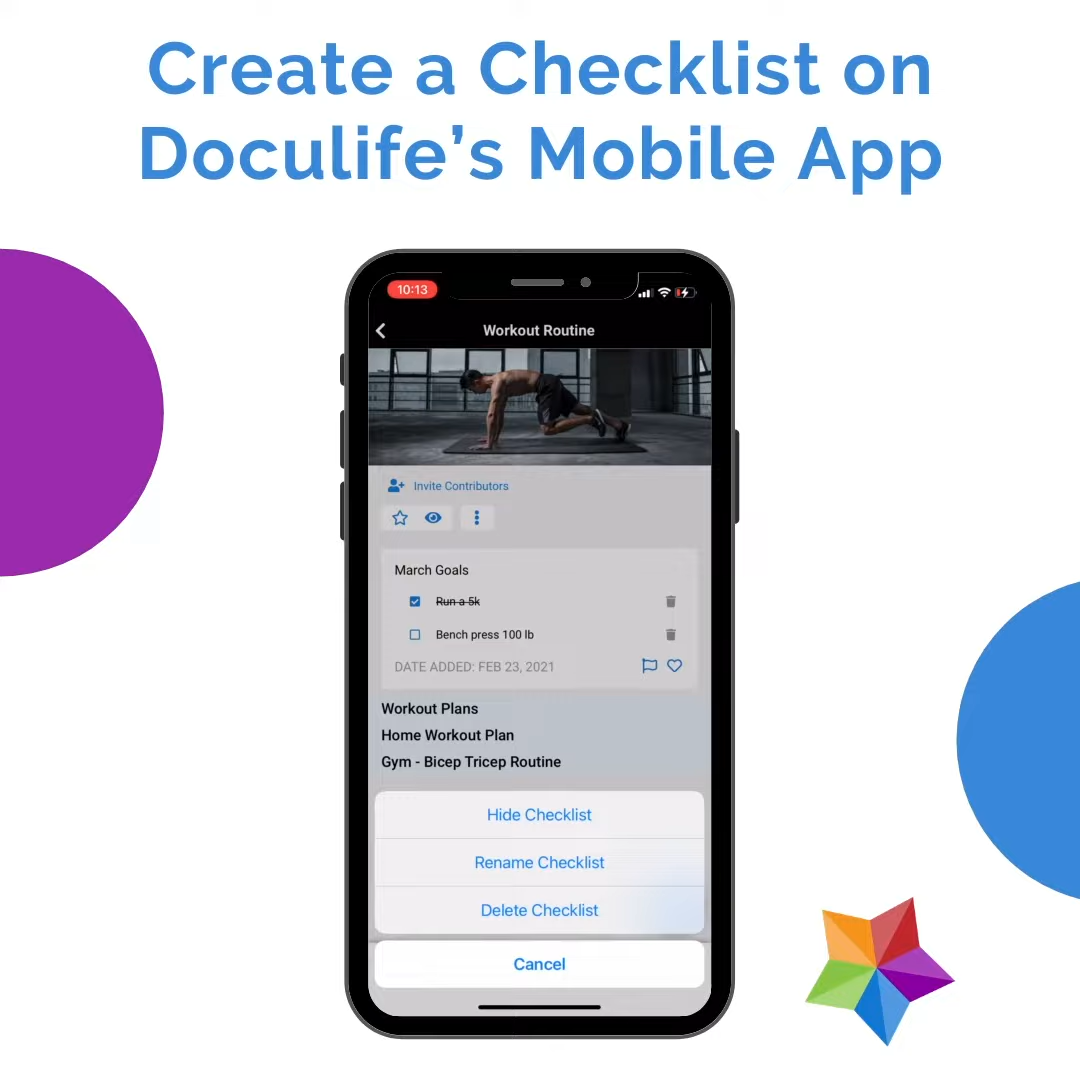 Create a Checklist on
Doculife’s Mobile App
10:13
Workout Routine
Invite Contributors
March Goals
Run a 5k
Bench press 100 lb
DATE ADDED: FEB 23, 2021
Workout Plans
Home Workout Plan
Gym - Bicep Tricep Routine
Hide Checklist
Rename Checklist
Delete Checklist
Cancel